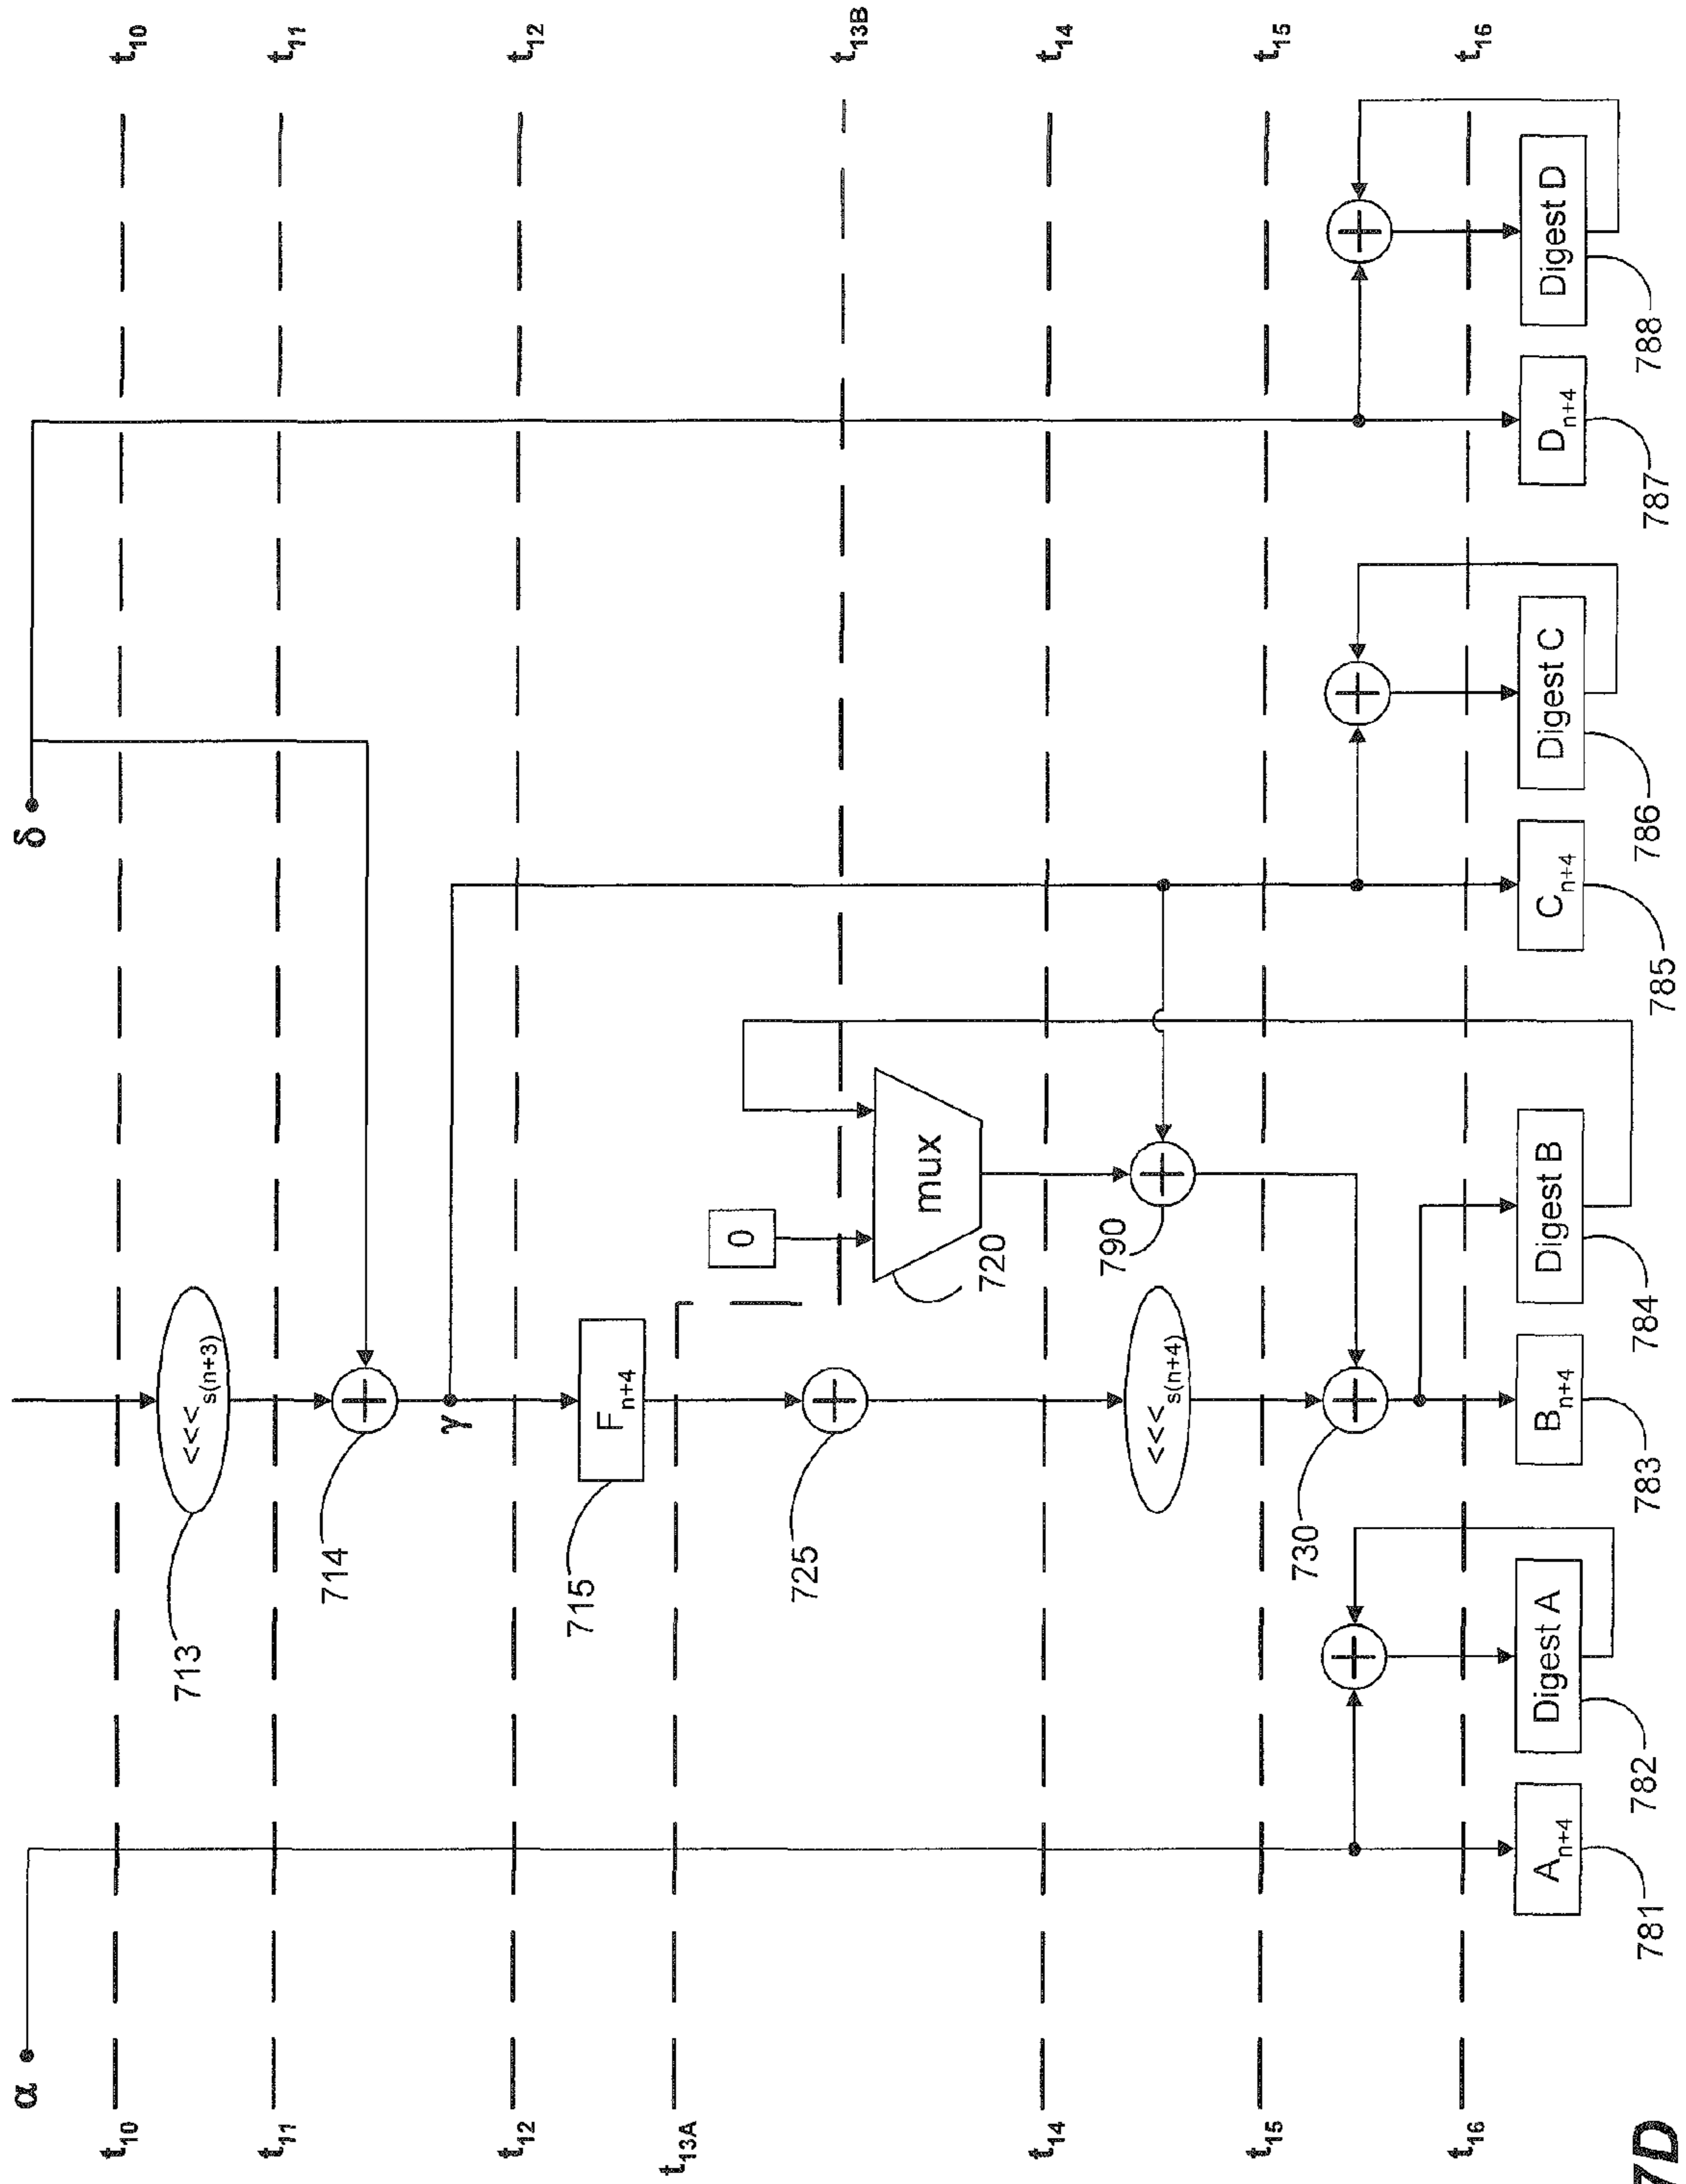 α
δ
t10
t10
<<<s(n+3)
713
t11
t11
714
γ
t12
t12
Fn+4
715
t13A
0
t13B
725
mux
720
t14
t14
<<<s(n+4)
790
t15
t15
730
t16
t16
An+4
Digest A
Bn+4
Digest B
Cn+4
Digest C
Dn+4
Digest D
781
782
783
784
785
786
787
788
7D